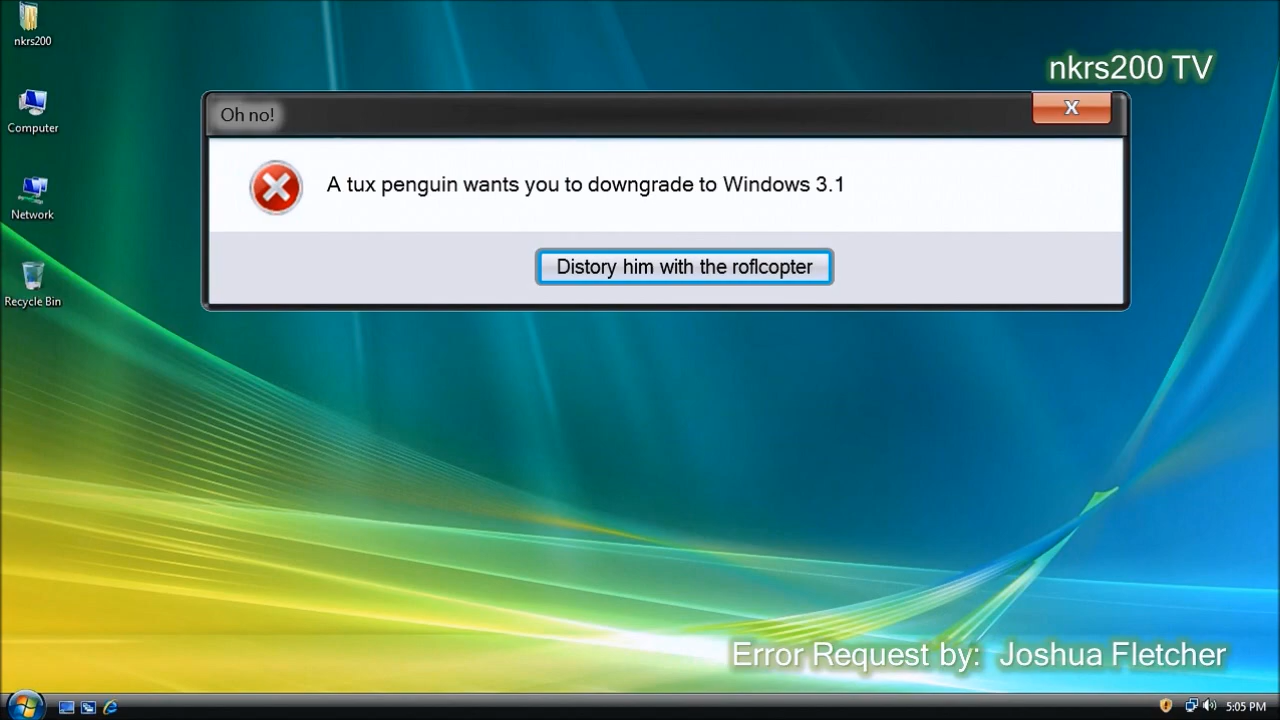 nkrs200
nkrs200 TV
Oh no!
X
Computer
A tux penguin wants you to downgrade to Windows 3.1
Network
Distory him with the roflcopter
Recycle Bin
Error Request by: Joshua Fletcher
5:05 PM